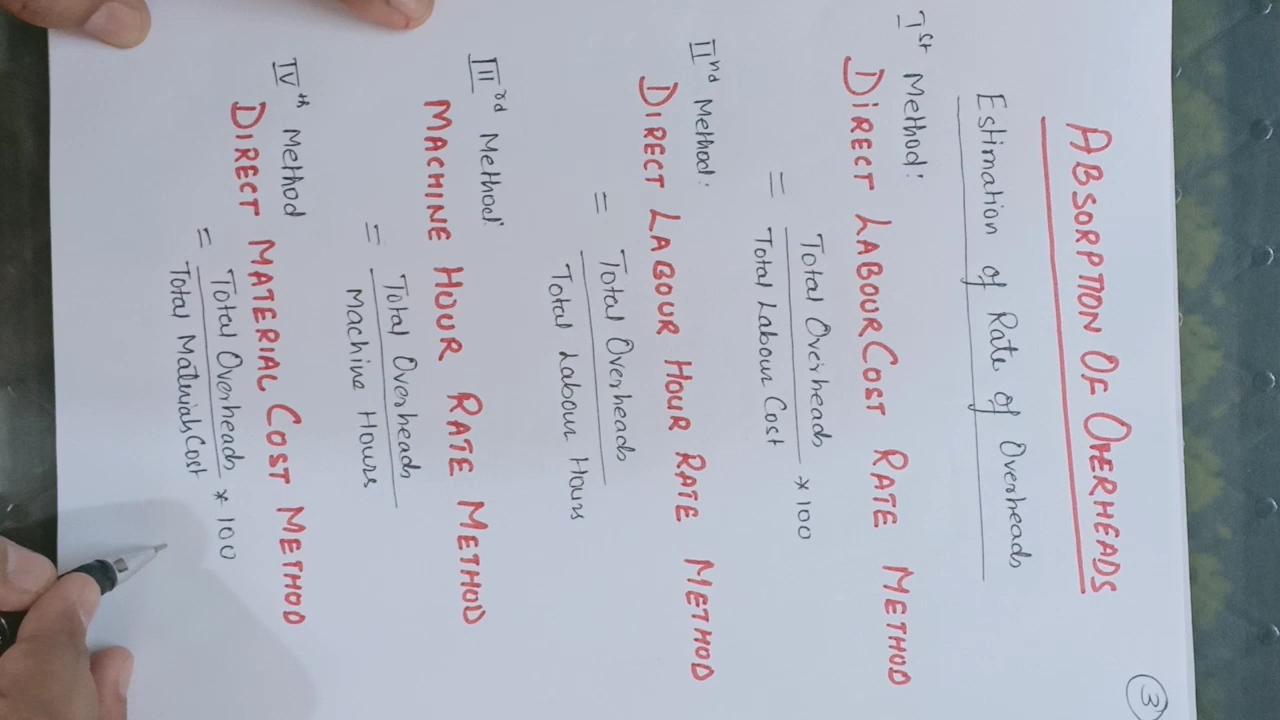 3
ABSORPTION OF OVERHEADS
Estimation of Rate of Overheads
Ist Method:
DIRECT LABOUR COST RATE METHOD
= Total Overheads * 100
Total Labour Cost
IInd Method:
DIRECT LABOUR HOUR RATE METHOD
= Total Overheads
Total Labour Hours
IIIrd Method:
MACHINE HOUR RATE METHOD
= Total Overheads
Machine Hours
IVth Method
DIRECT MATERIAL COST METHOD
= Total Overheads * 100
Total Materials Cost